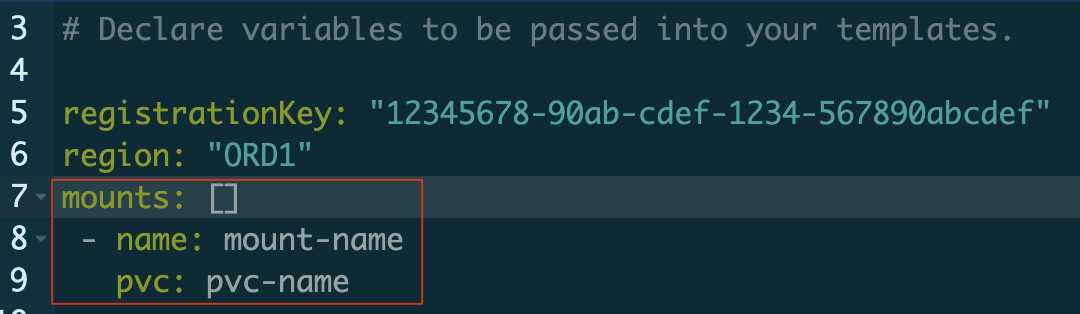 3 # Declare variables to be passed into your templates.
4
5 registrationKey: "12345678-90ab-cdef-1234-567890abcdef"
6 region: "ORD1"
7 mounts: []
8 - name: mount-name
9 pvc: pvc-name